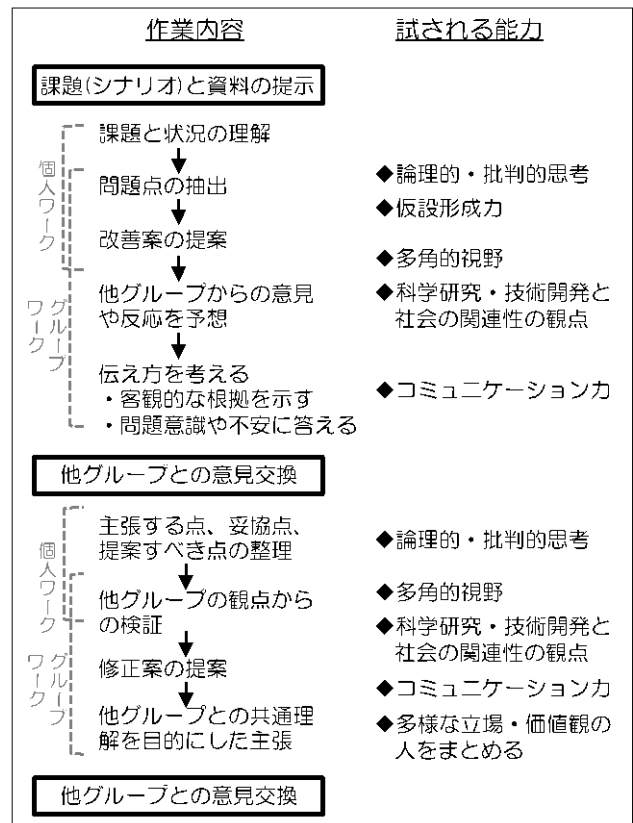 作業内容
試される能力
課題(シナリオ)と資料の提示
個人ワーク
課題と状況の理解
問題点の抽出
改善案の提案
グループ
ワーク
他グループからの意見
や反応を予想
伝え方を考える
・客観的な根拠を示す
・問題意識や不安に答える
◆論理的・批判的思考
◆仮設形成力
◆多角的視野
◆科学研究・技術開発と
社会の関連性の観点
◆コミュニケーション力
他グループとの意見交換
個人ワーク
主張する点、妥協点、
提案すべき点の整理
他グループの観点から
の検証
グループ
ワーク
修正案の提案
他グループとの共通理
解を目的にした主張
◆論理的・批判的思考
◆多角的視野
◆科学研究・技術開発と
社会の関連性の観点
◆コミュニケーション力
◆多様な立場・価値観の
人をまとめる
他グループとの意見交換